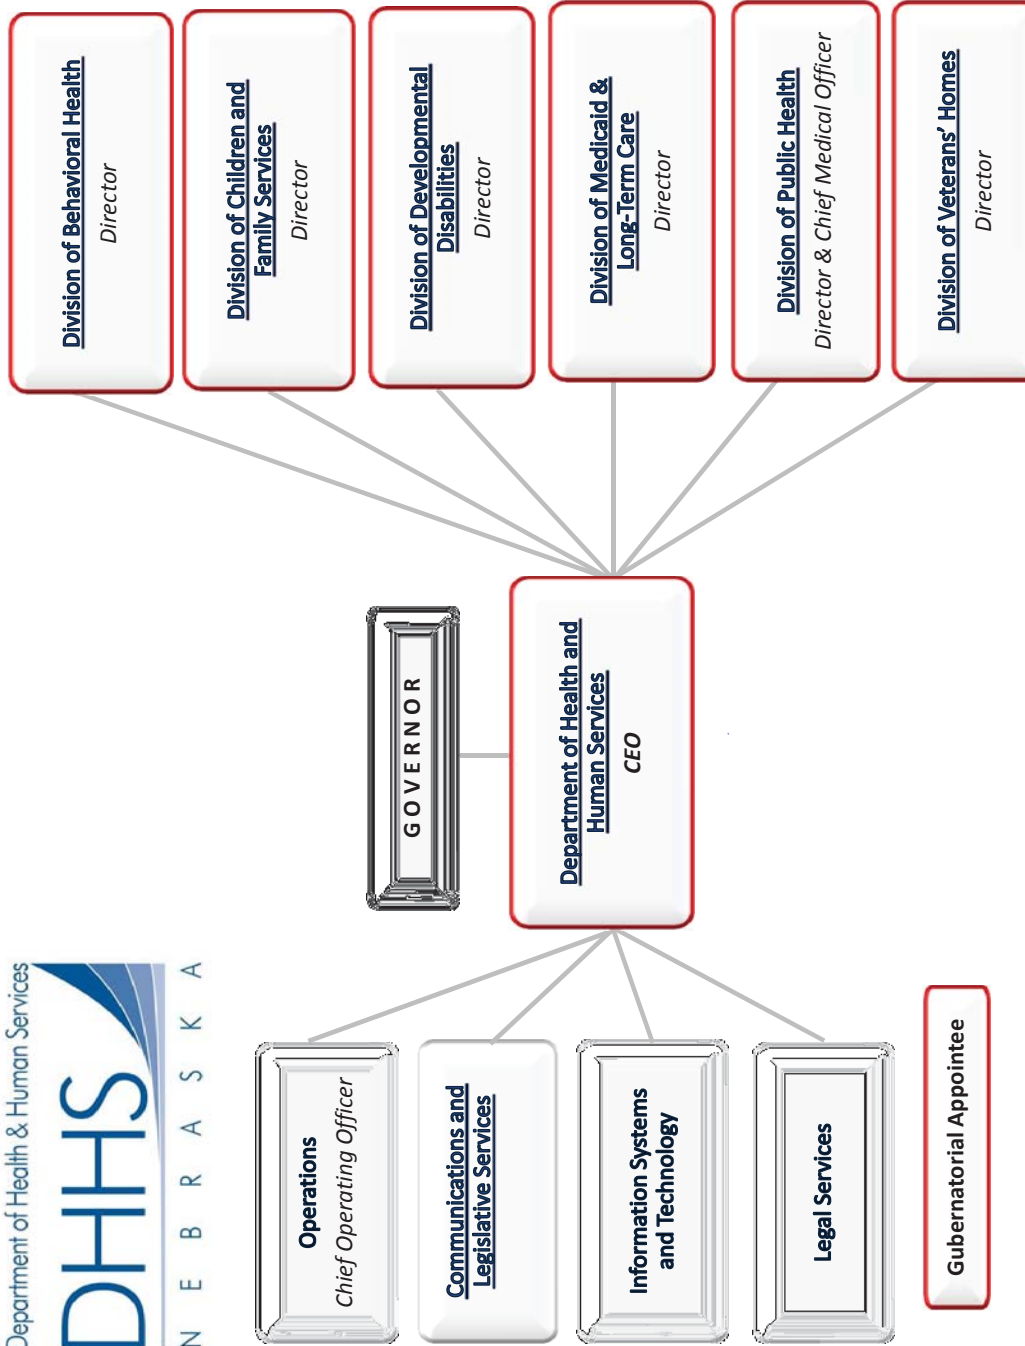 Department of Health & Human Services
DHHS
N E B R A S K A
GOVERNOR
Department of Health and
Human Services
CEO
Operations
Chief Operating Officer
Communications and
Legislative Services
Information Systems
and Technology
Legal Services
Gubernatorial Appointee
Division of Behavioral Health
Director
Division of Children and
Family Services
Director
Division of Developmental
Disabilities
Director
Division of Medicaid &
Long-Term Care
Director
Division of Public Health
Director & Chief Medical Officer
Division of Veterans’ Homes
Director